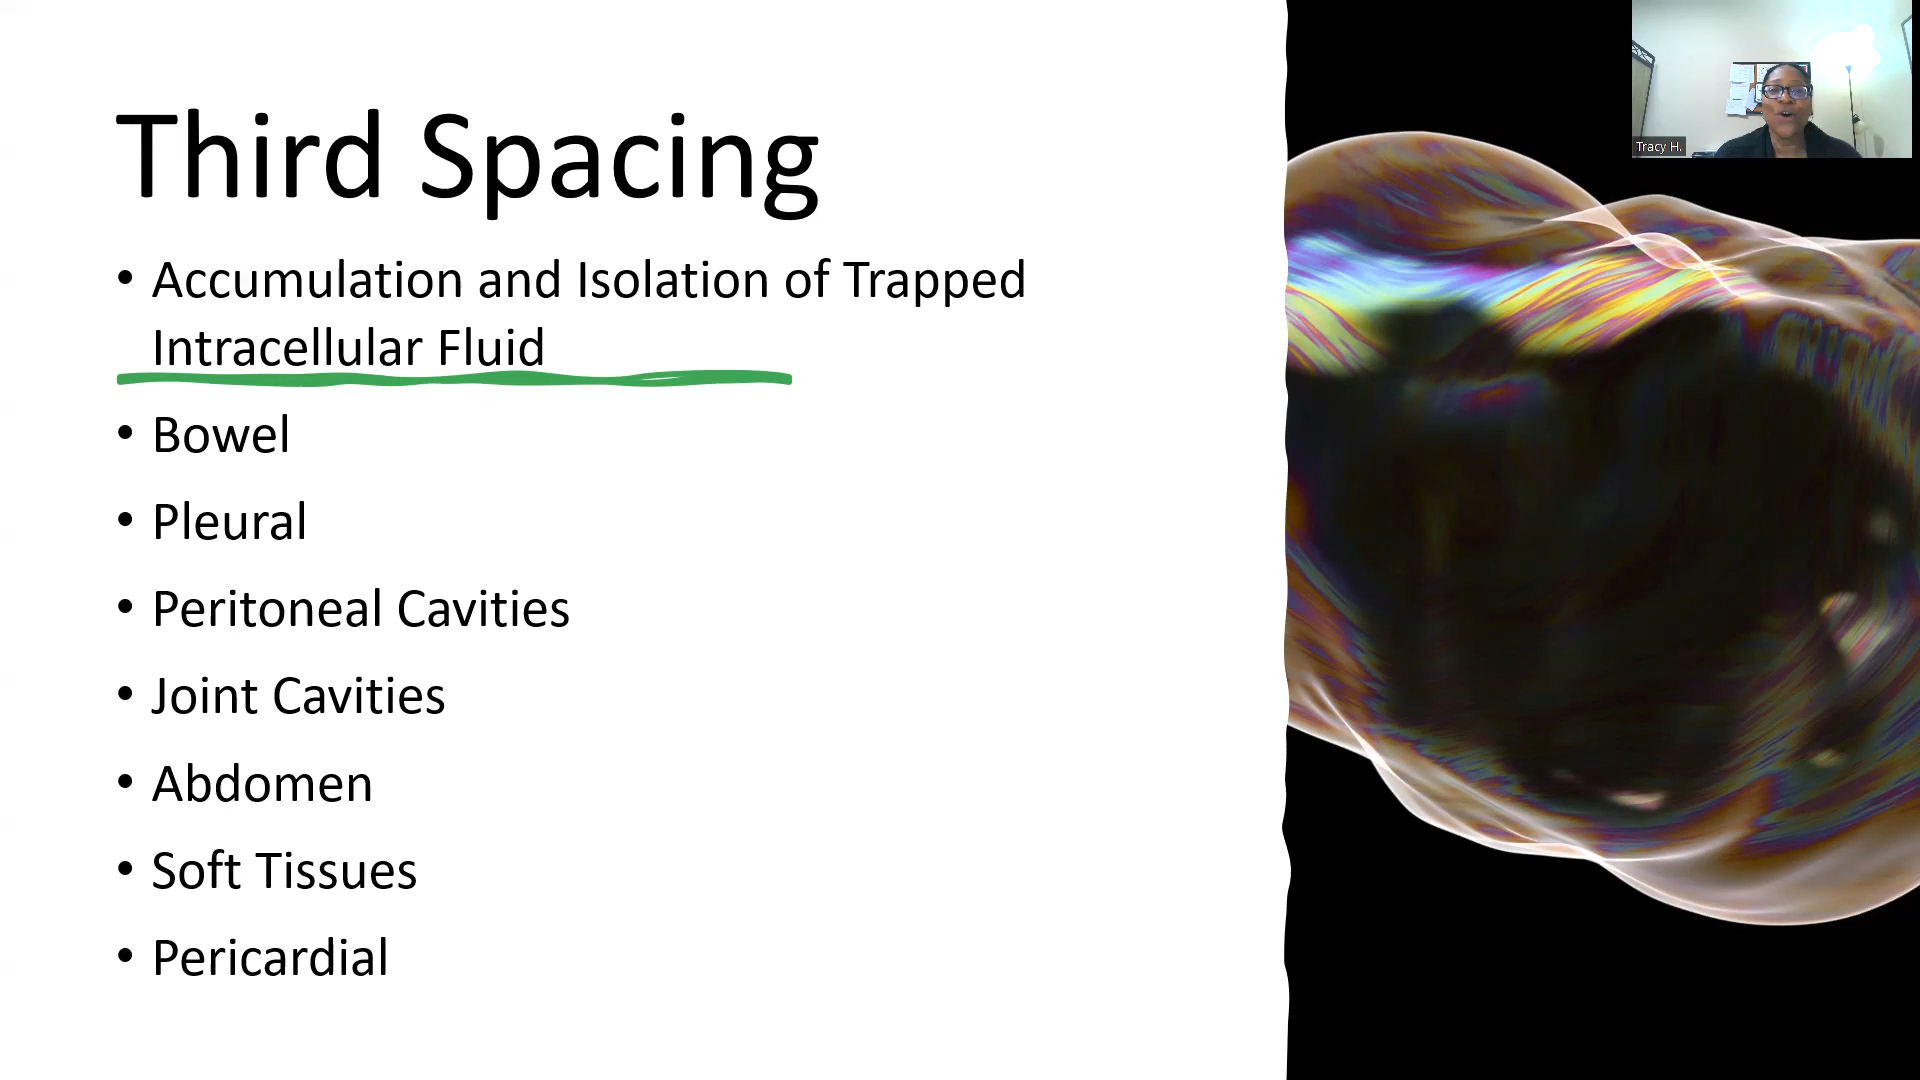 Third Spacing
• Accumulation and Isolation of Trapped
Intracellular Fluid
• Bowel
• Pleural
• Peritoneal Cavities
• Joint Cavities
• Abdomen
• Soft Tissues
• Pericardial
Tracy H.